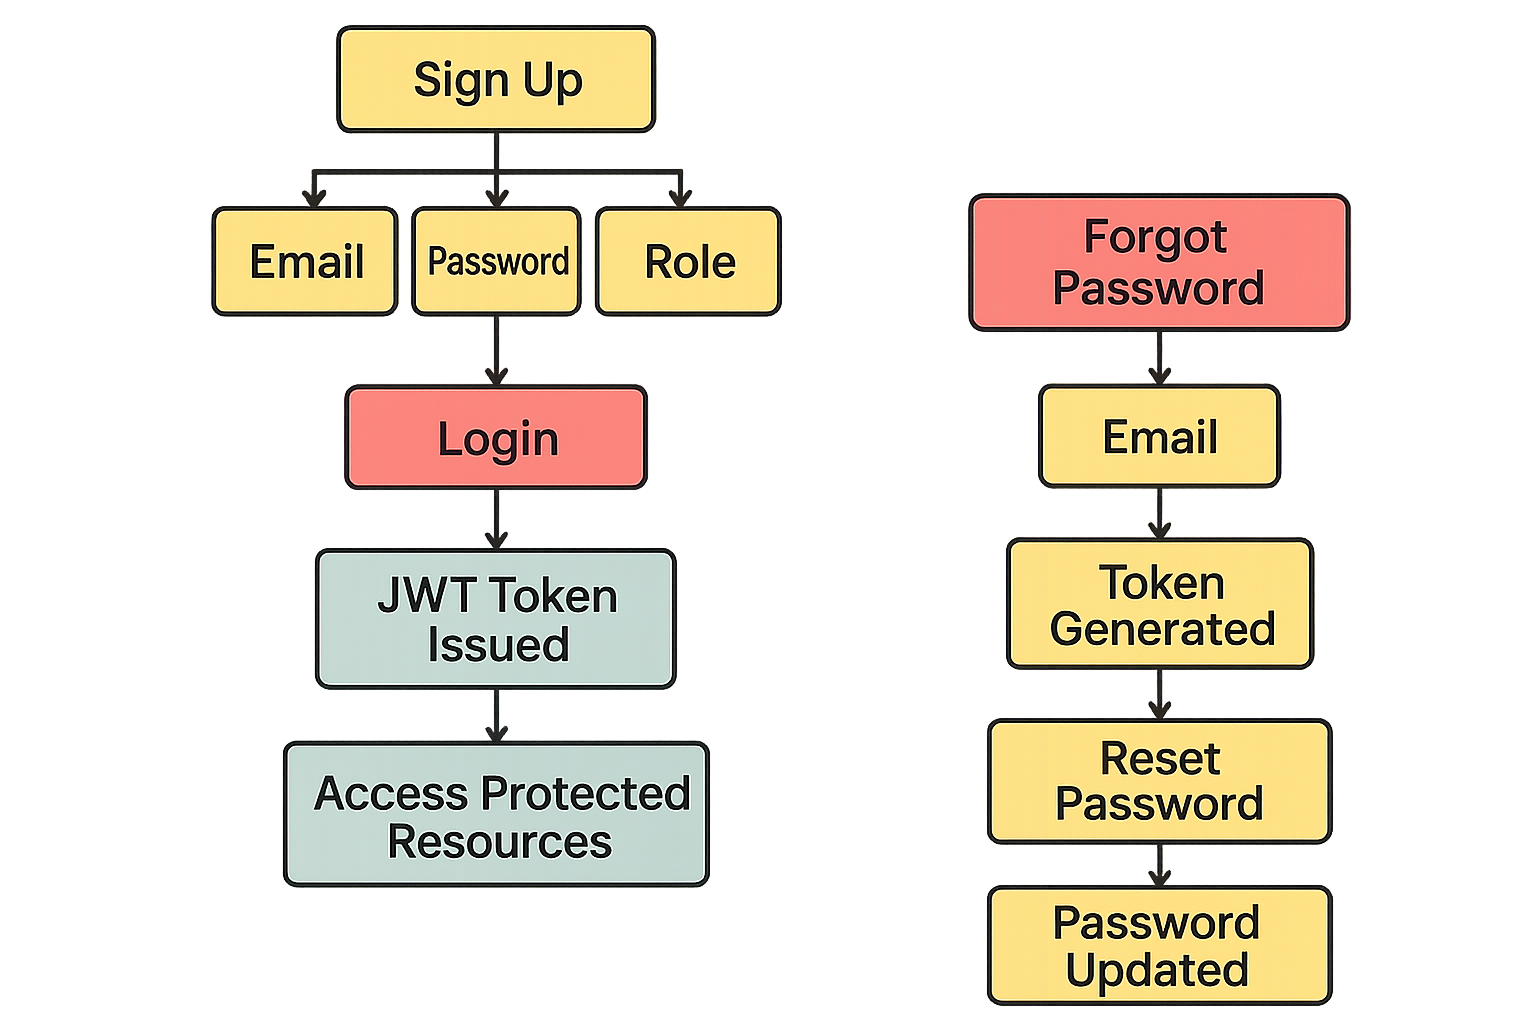 Sign Up
Email
Password
Role
Login
JWT Token
Issued
Access Protected
Resources
Forgot
Password
Email
Token
Generated
Reset
Password
Password
Updated